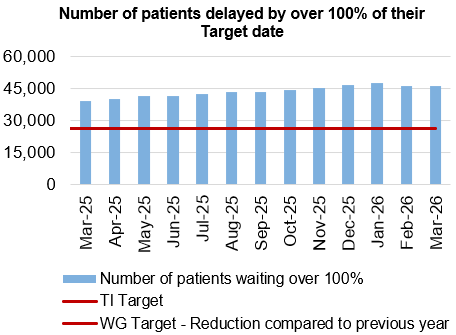 Number of patients delayed by over 100% of their
Target date
60,000
45,000
30,000
15,000
0
Mar-25
Apr-25
May-25
Jun-25
Jul-25
Aug-25
Sep-25
Oct-25
Nov-25
Dec-25
Jan-26
Feb-26
Mar-26
Number of patients waiting over 100%
TI Target
WG Target - Reduction compared to previous year